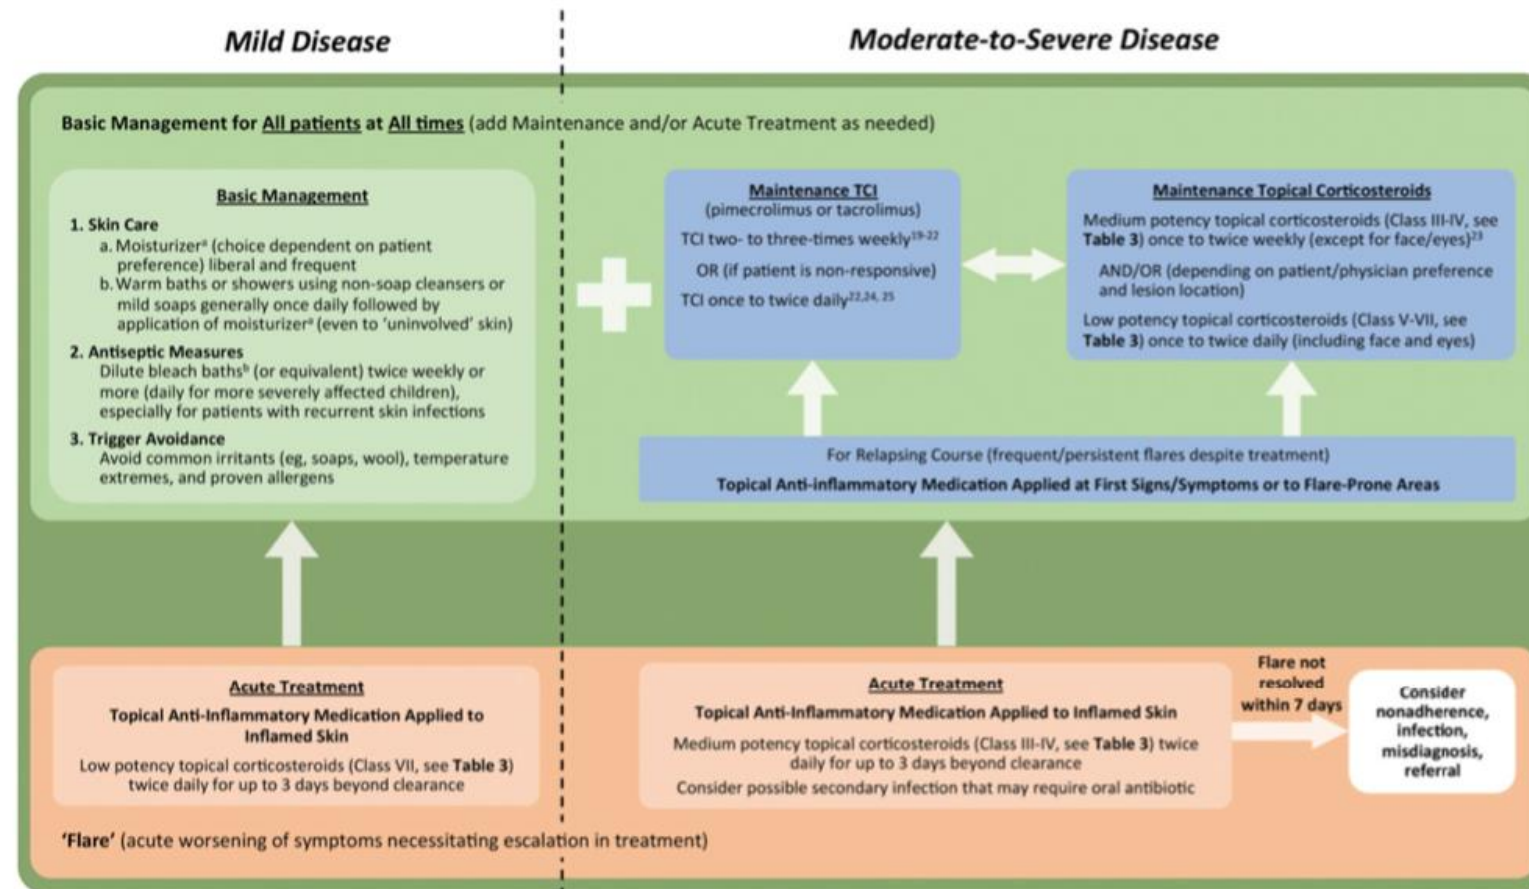 Mild Disease
Moderate-to-Severe Disease
Basic Management for All patients at All times (add Maintenance and/or Acute Treatment as needed)
Basic Management
1. Skin Care
a. Moisturizerᵃ (choice dependent on patient
preference) liberal and frequent
b. Warm baths or showers using non-soap cleansers or
mild soaps generally once daily followed by
application of moisturizerᵃ (even to 'uninvolved' skin)
2. Antiseptic Measures
Dilute bleach bathsᵇ (or equivalent) twice weekly or
more (daily for more severely affected children),
especially for patients with recurrent skin infections
3. Trigger Avoidance
Avoid common irritants (eg, soaps, wool), temperature
extremes, and proven allergens
Maintenance TCI
(pimecrolimus or tacrolimus)
TCI two- to three-times weekly¹⁹⁻²²
OR (if patient is non-responsive)
TCI once to twice daily²²,²⁴, ²⁵
Maintenance Topical Corticosteroids
Medium potency topical corticosteroids (Class III-IV, see
Table 3) once to twice weekly (except for face/eyes)²³
AND/OR (depending on patient/physician preference
and lesion location)
Low potency topical corticosteroids (Class V-VII, see
Table 3) once to twice daily (including face and eyes)
For Relapsing Course (frequent/persistent flares despite treatment)
Topical Anti-inflammatory Medication Applied at First Signs/Symptoms or to Flare-Prone Areas
Acute Treatment
Topical Anti-Inflammatory Medication Applied to
Inflamed Skin
Low potency topical corticosteroids (Class VII, see Table 3)
twice daily for up to 3 days beyond clearance
Acute Treatment
Topical Anti-Inflammatory Medication Applied to Inflamed Skin
Medium potency topical corticosteroids (Class III-IV, see Table 3) twice
daily for up to 3 days beyond clearance
Consider possible secondary infection that may require oral antibiotic
Flare not
resolved
within 7 days
Consider
nonadherence,
infection,
misdiagnosis,
referral
'Flare' (acute worsening of symptoms necessitating escalation in treatment)